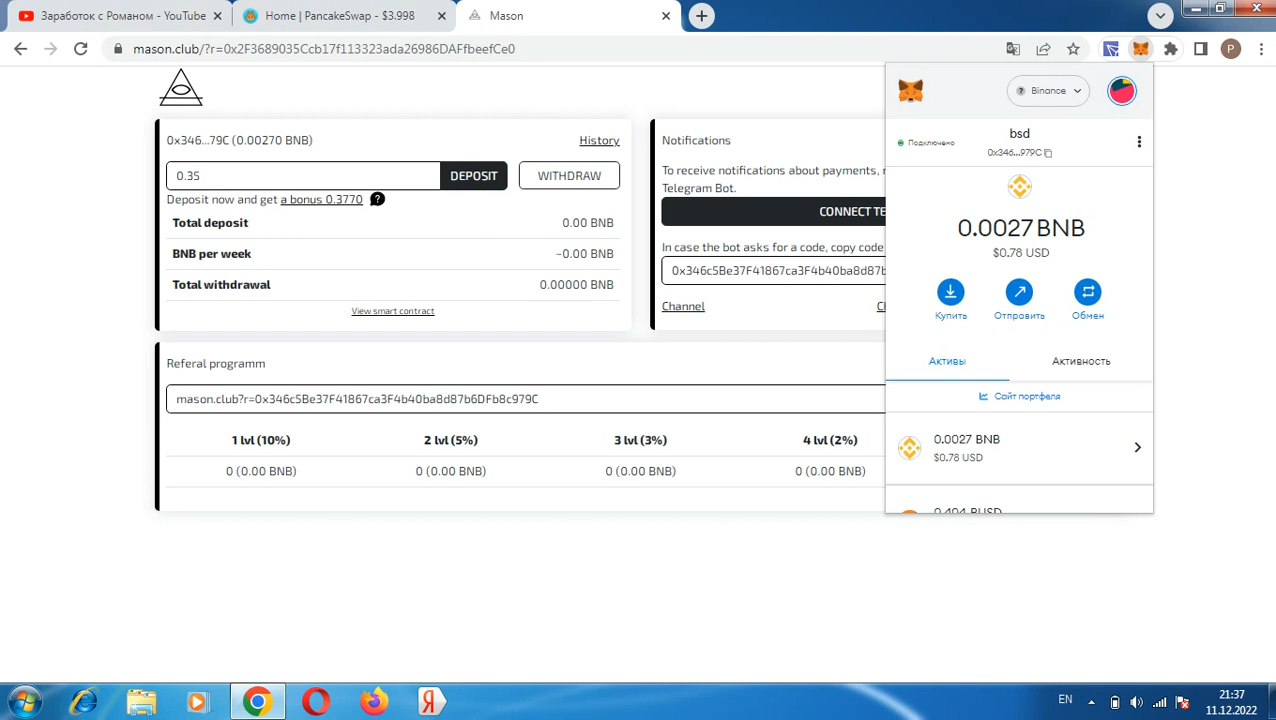 Заработок с Романом - YouTube
Home | PancakeSwap - $3.998
Mason
mason.club/?r=0x2F3689035Ccb17f113323ada26986DAffbeefCe0
P
Binance
0x346...79C (0.00270 BNB)
History
0.35
DEPOSIT
WITHDRAW
Deposit now and get a bonus 0.3770
Total deposit
0.00 BNB
BNB per week
~0.00 BNB
Total withdrawal
0.00000 BNB
View smart contract
Notifications
To receive notifications about payments,
Telegram Bot.
CONNECT TE
In case the bot asks for a code, copy code
0x346c5Be37F41867ca3F4b40ba8d87b
Channel
Referal programm
mason.club?r=0x346c5Be37F41867ca3F4b40ba8d87b6DFb8c979C
1 lvl (10%)
2 lvl (5%)
3 lvl (3%)
4 lvl (2%)
0 (0.00 BNB)
0 (0.00 BNB)
0 (0.00 BNB)
0 (0.00 BNB)
Подключено
bsd
0x346...979C
0.0027 BNB
$0.78 USD
Купить
Отправить
Обмен
Активы
Активность
Сайт портфеля
0.0027 BNB
$0.78 USD
0.404 BUSD
EN
21:37
11.12.2022